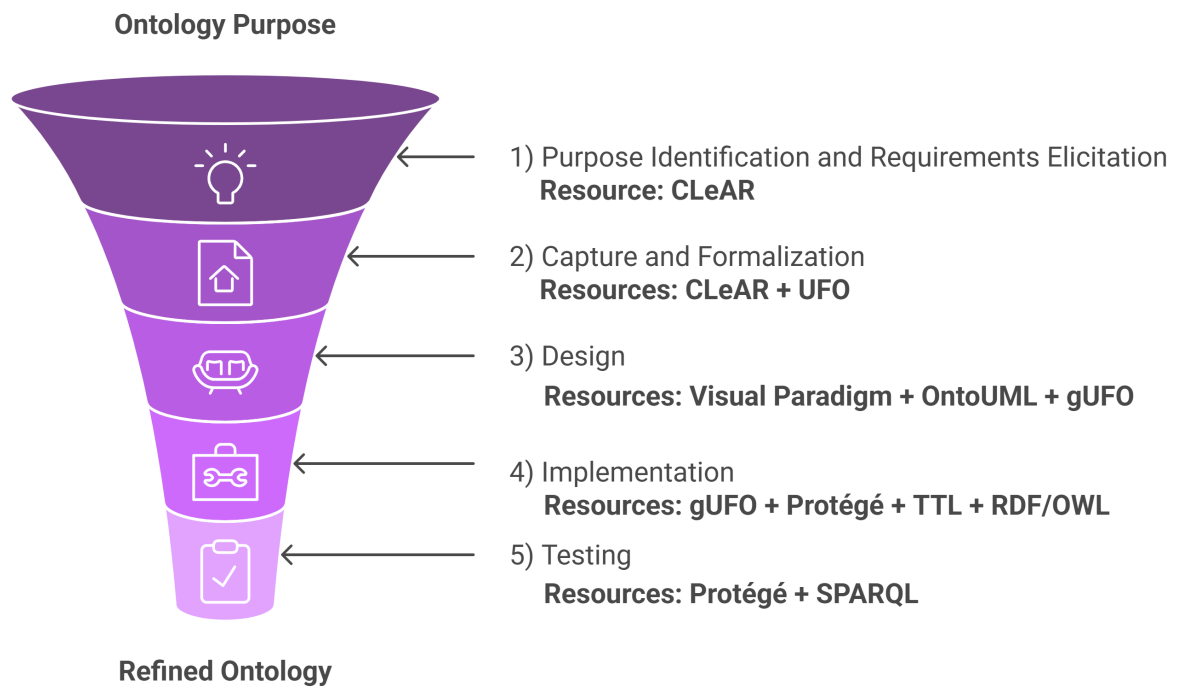 Ontology Purpose
1) Purpose Identification and Requirements Elicitation
Resource: CLeAR
2) Capture and Formalization
Resources: CLeAR + UFO
3) Design
Resources: Visual Paradigm + OntoUML + gUFO
4) Implementation
Resources: gUFO + Protégé + TTL + RDF/OWL
5) Testing
Resources: Protégé + SPARQL
Refined Ontology